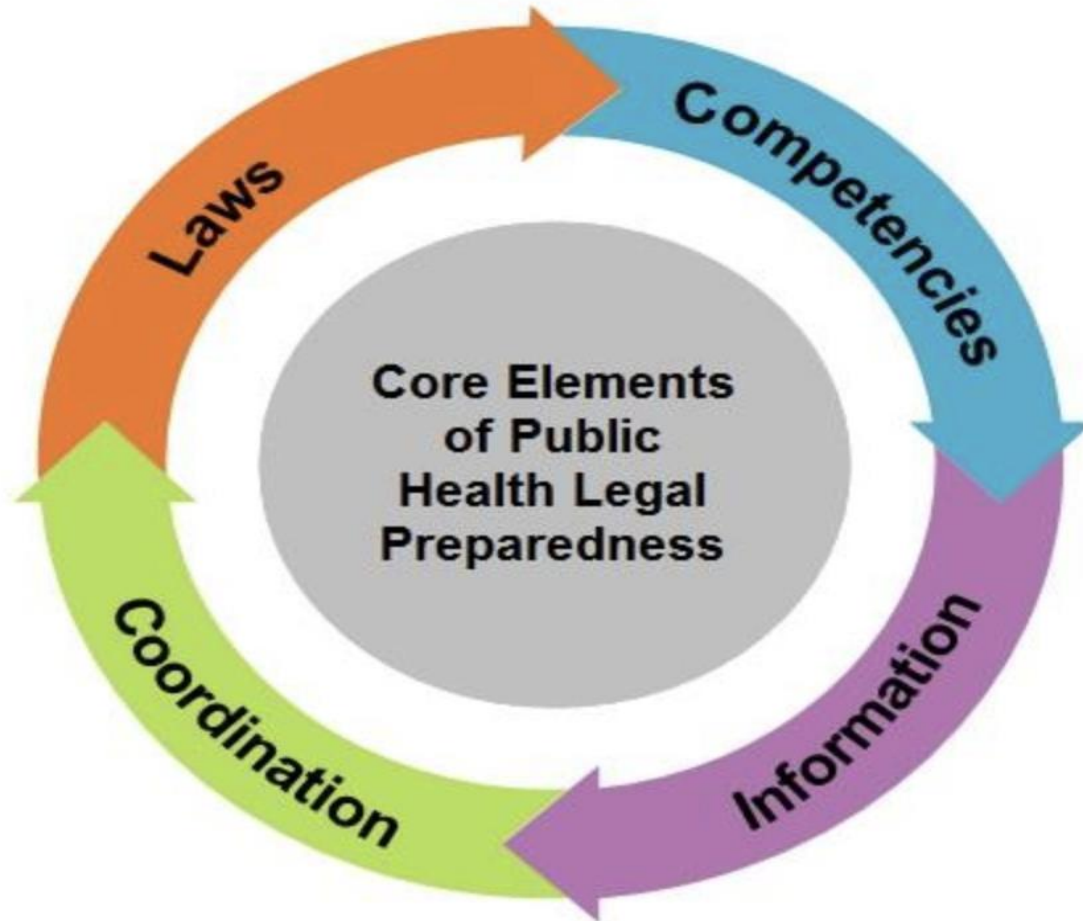 Laws
Competencies
Core Elements
of Public
Health Legal
Preparedness
Coordination
Information